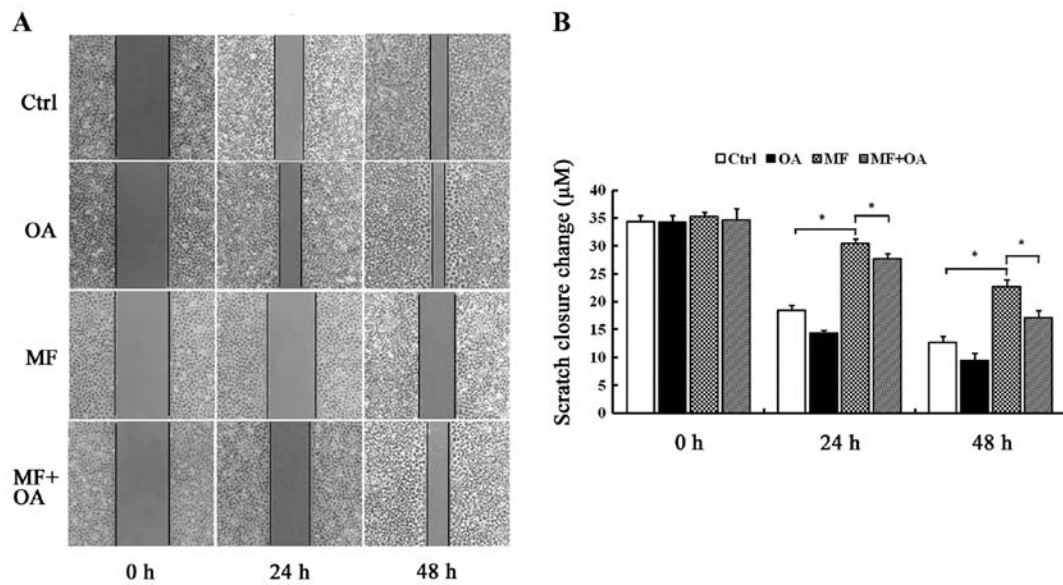 A
Ctrl
OA
MF
MF+
OA
0 h 24 h 48 h
B
Ctrl OA MF MF+OA
Scratch closure change (μM)
40
35
30
25
20
15
10
5
0
* *
* *
0 h 24 h 48 h